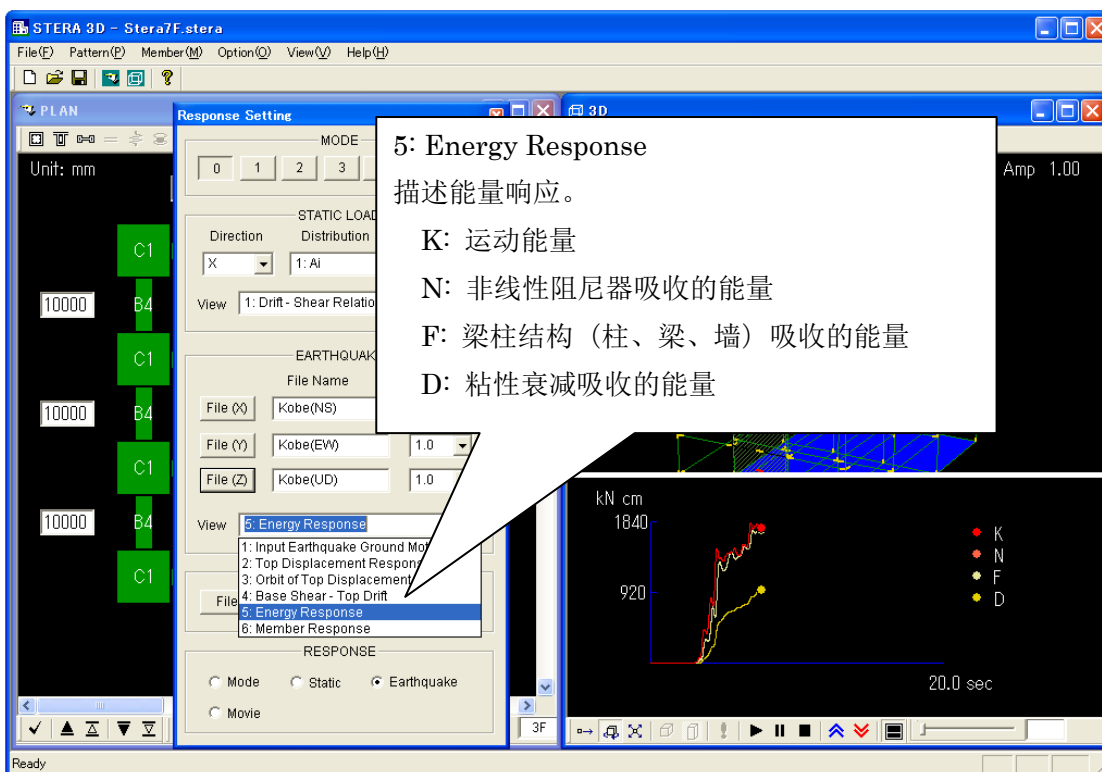 STERA 3D - Stera7F.stera
File(F) Pattern(P) Member(M) Option(O) View(V) Help(H)
PLAN
Unit: mm
C1
10000 B4
C1
10000 B4
C1
10000 B4
C1
3F
Ready
Response Setting
MODE
0 1 2 3
STATIC LOAD
Direction Distribution
X 1: Ai
View 1: Drift - Shear Relatio
EARTHQUAK
File Name
File (X) Kobe(NS)
File (Y) Kobe(EW) 1.0
File (Z) Kobe(UD) 1.0
View 5: Energy Response
1: Input Earthquake Ground Mot
2: Top Displacement Respons
3: Orbit of Top Displacement
4: Base Shear - Top Drift
5: Energy Response
6: Member Response
File
RESPONSE
Mode Static Earthquake
Movie
5: Energy Response
描述能量响应。
K: 运动能量
N: 非线性阻尼器吸收的能量
F: 梁柱结构（柱、梁、墙）吸收的能量
D: 粘性衰减吸收的能量
3D
Amp 1.00
kN cm
1840
920
K
N
F
D
20.0 sec